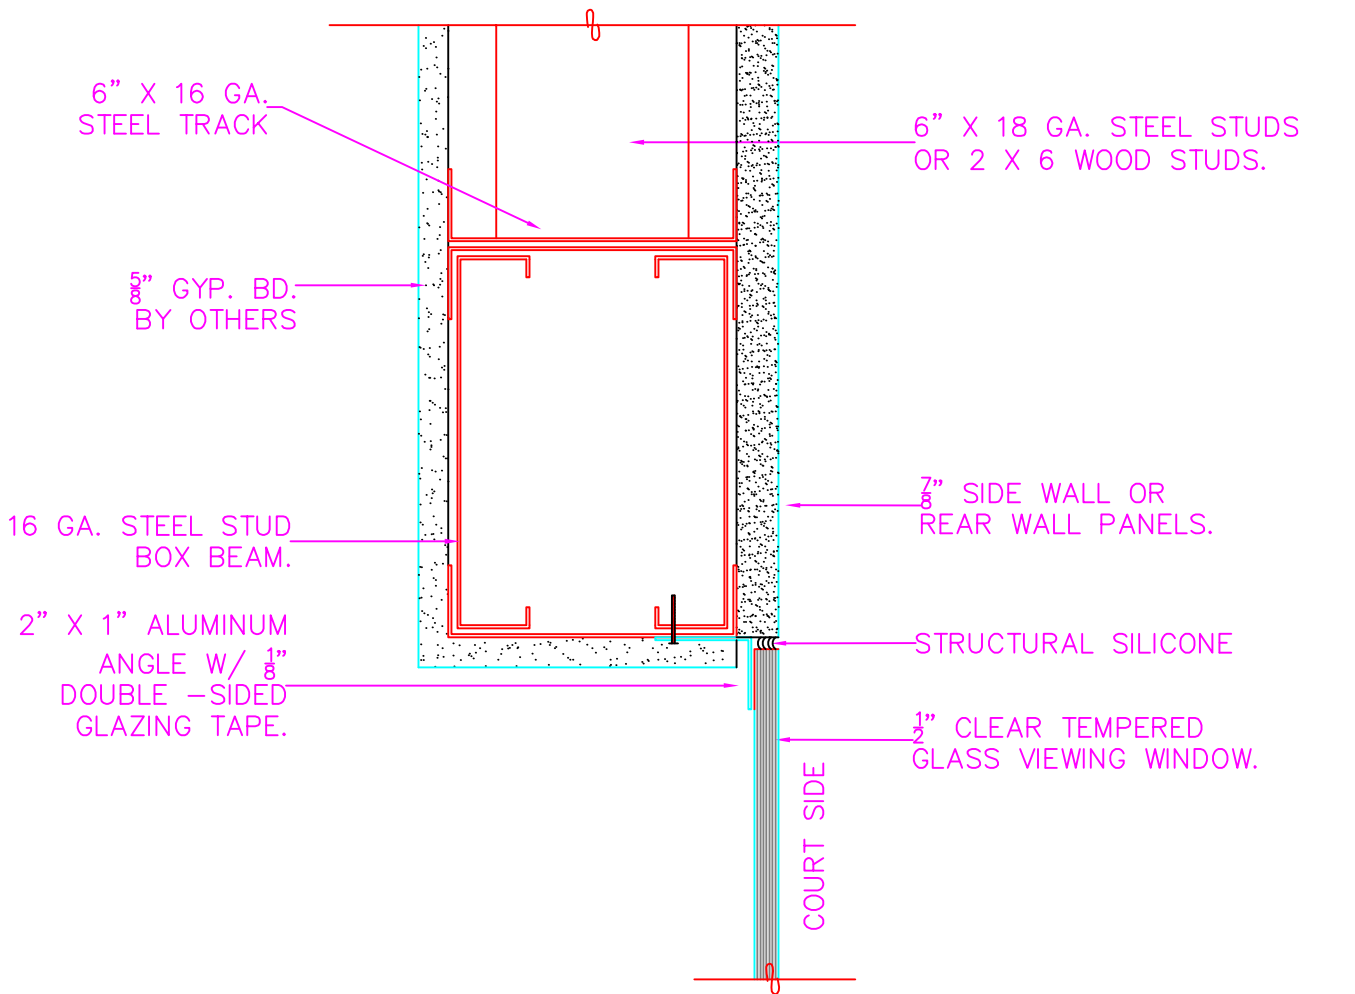 6” X 16 GA.
STEEL TRACK
6” X 18 GA. STEEL STUDS
OR 2 X 6 WOOD STUDS.
5/8” GYP. BD.
BY OTHERS
7/8” SIDE WALL OR
REAR WALL PANELS.
16 GA. STEEL STUD
BOX BEAM.
2” X 1” ALUMINUM
ANGLE W/ 1/8”
DOUBLE –SIDED
GLAZING TAPE.
STRUCTURAL SILICONE
1/2” CLEAR TEMPERED
GLASS VIEWING WINDOW.
COURT SIDE